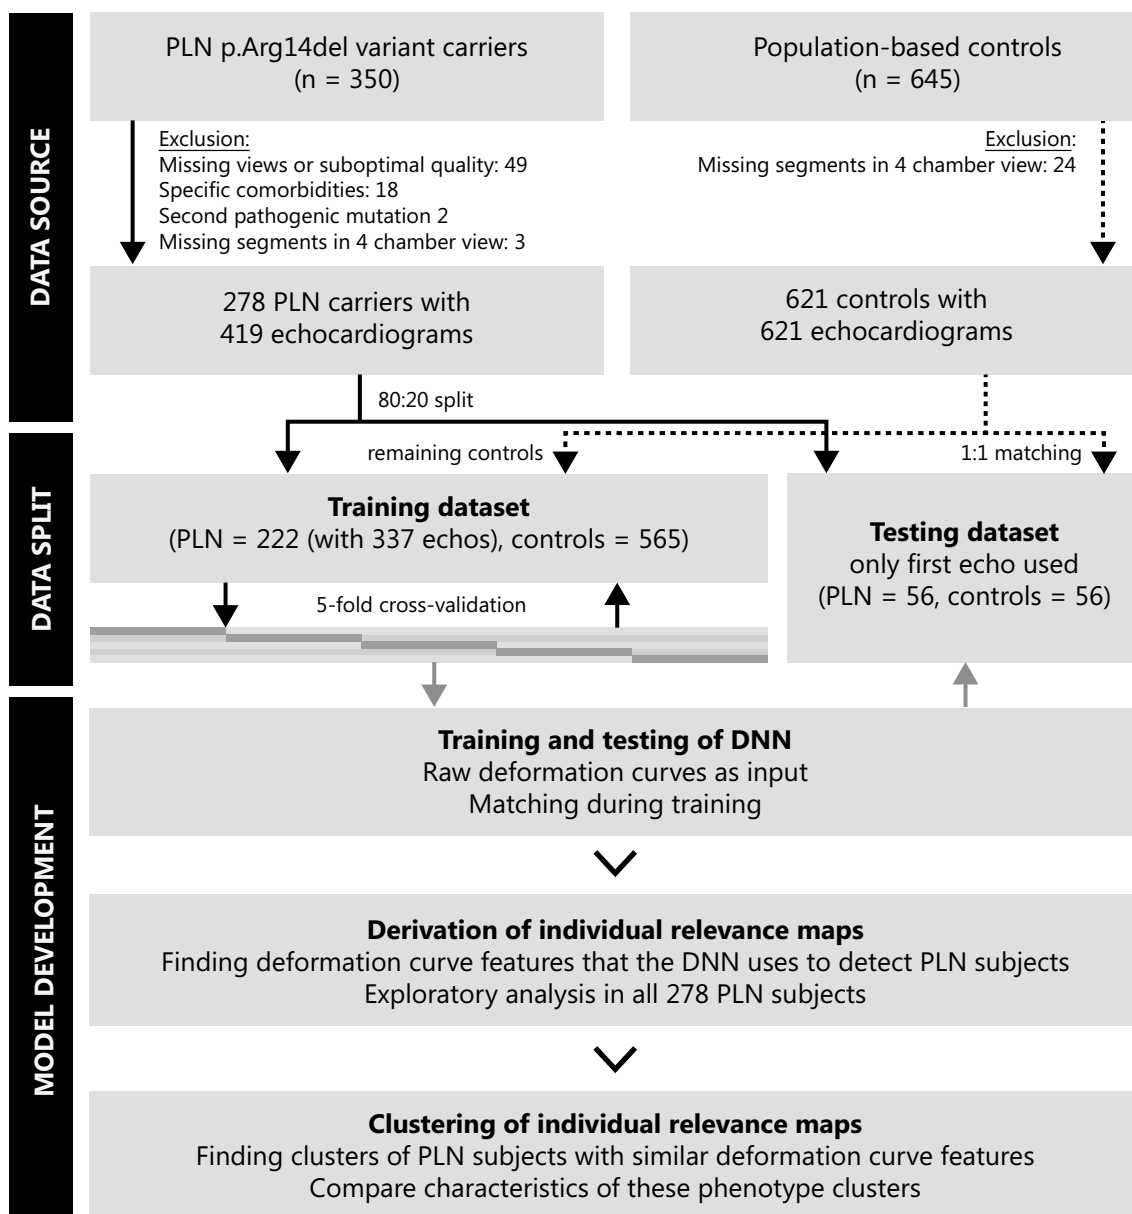 DATA SOURCE
PLN p.Arg14del variant carriers
(n = 350)
Population-based controls
(n = 645)
Exclusion:
Missing views or suboptimal quality: 49
Specific comorbidities: 18
Second pathogenic mutation 2
Missing segments in 4 chamber view: 3
Exclusion:
Missing segments in 4 chamber view: 24
278 PLN carriers with
419 echocardiograms
621 controls with
621 echocardiograms
80:20 split
DATA SPLIT
remaining controls
1:1 matching
Training dataset
(PLN = 222 (with 337 echos), controls = 565)
Testing dataset
only first echo used
(PLN = 56, controls = 56)
5-fold cross-validation
MODEL DEVELOPMENT
Training and testing of DNN
Raw deformation curves as input
Matching during training
Derivation of individual relevance maps
Finding deformation curve features that the DNN uses to detect PLN subjects
Exploratory analysis in all 278 PLN subjects
Clustering of individual relevance maps
Finding clusters of PLN subjects with similar deformation curve features
Compare characteristics of these phenotype clusters